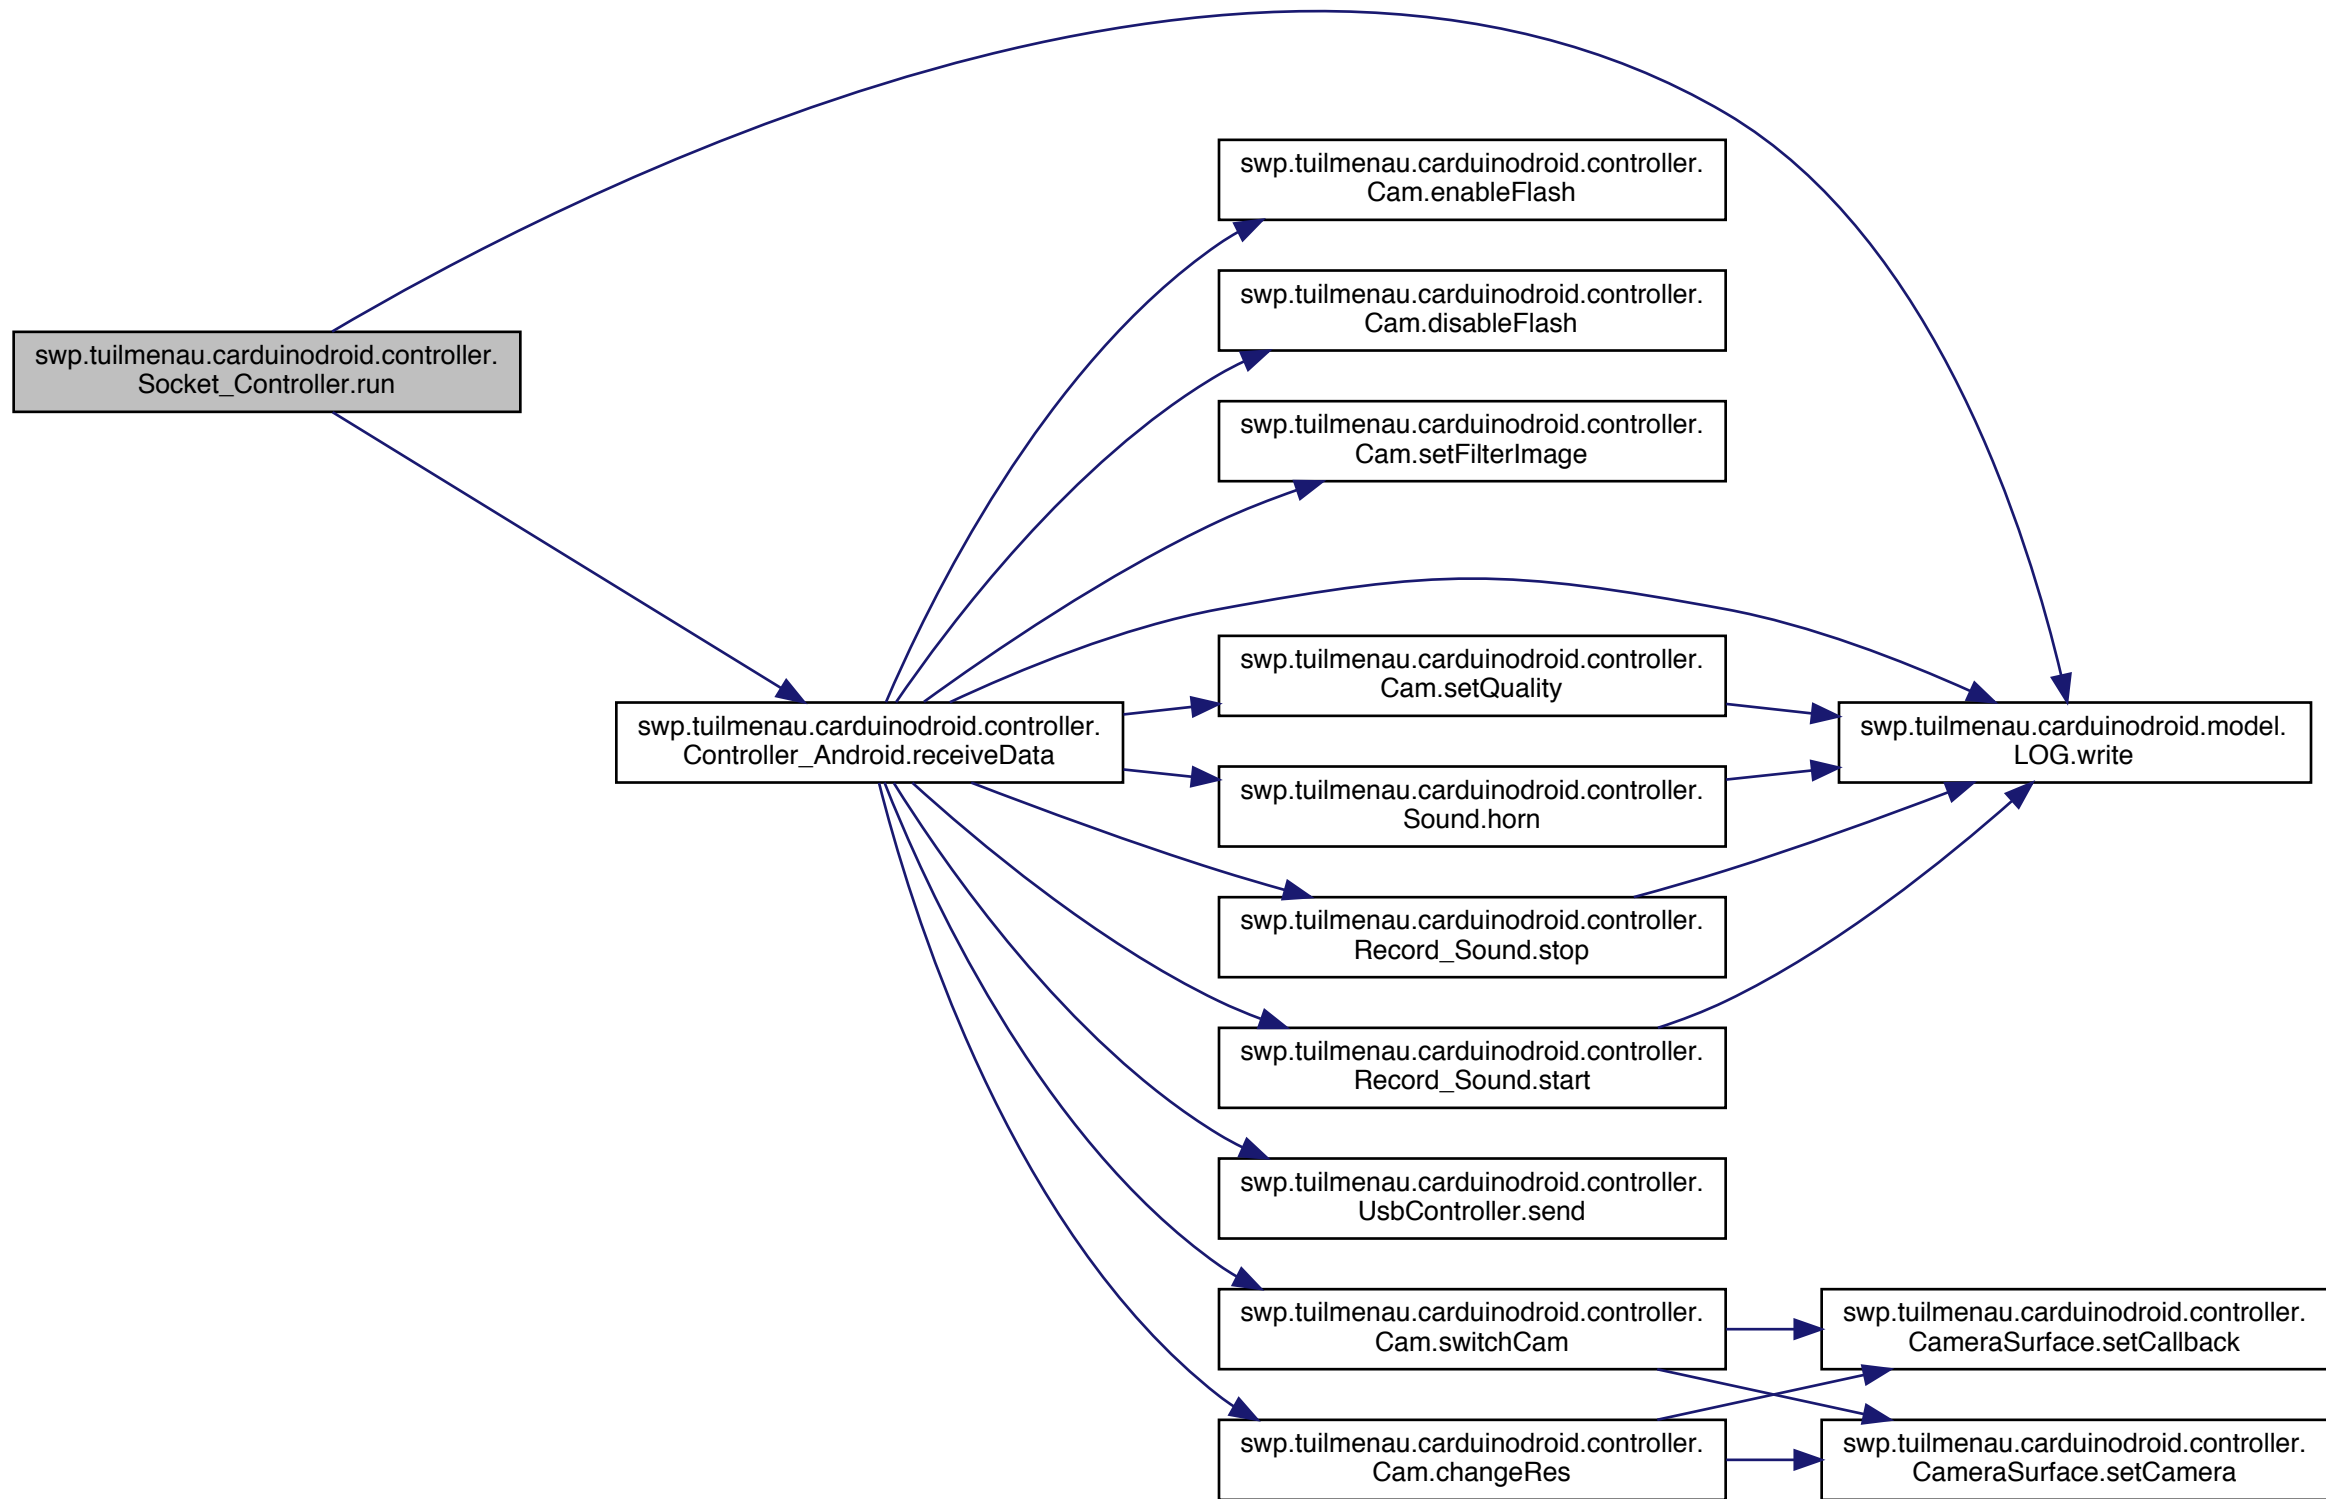 swp.tuilmenau.carduinodroid.controller.
Socket_Controller.run
swp.tuilmenau.carduinodroid.controller.
Controller_Android.receiveData
swp.tuilmenau.carduinodroid.controller.
Cam.enableFlash
swp.tuilmenau.carduinodroid.controller.
Cam.disableFlash
swp.tuilmenau.carduinodroid.controller.
Cam.setFilterImage
swp.tuilmenau.carduinodroid.controller.
Cam.setQuality
swp.tuilmenau.carduinodroid.controller.
Sound.horn
swp.tuilmenau.carduinodroid.controller.
Record_Sound.stop
swp.tuilmenau.carduinodroid.controller.
Record_Sound.start
swp.tuilmenau.carduinodroid.controller.
UsbController.send
swp.tuilmenau.carduinodroid.controller.
Cam.switchCam
swp.tuilmenau.carduinodroid.controller.
Cam.changeRes
swp.tuilmenau.carduinodroid.model.
LOG.write
swp.tuilmenau.carduinodroid.controller.
CameraSurface.setCallback
swp.tuilmenau.carduinodroid.controller.
CameraSurface.setCamera